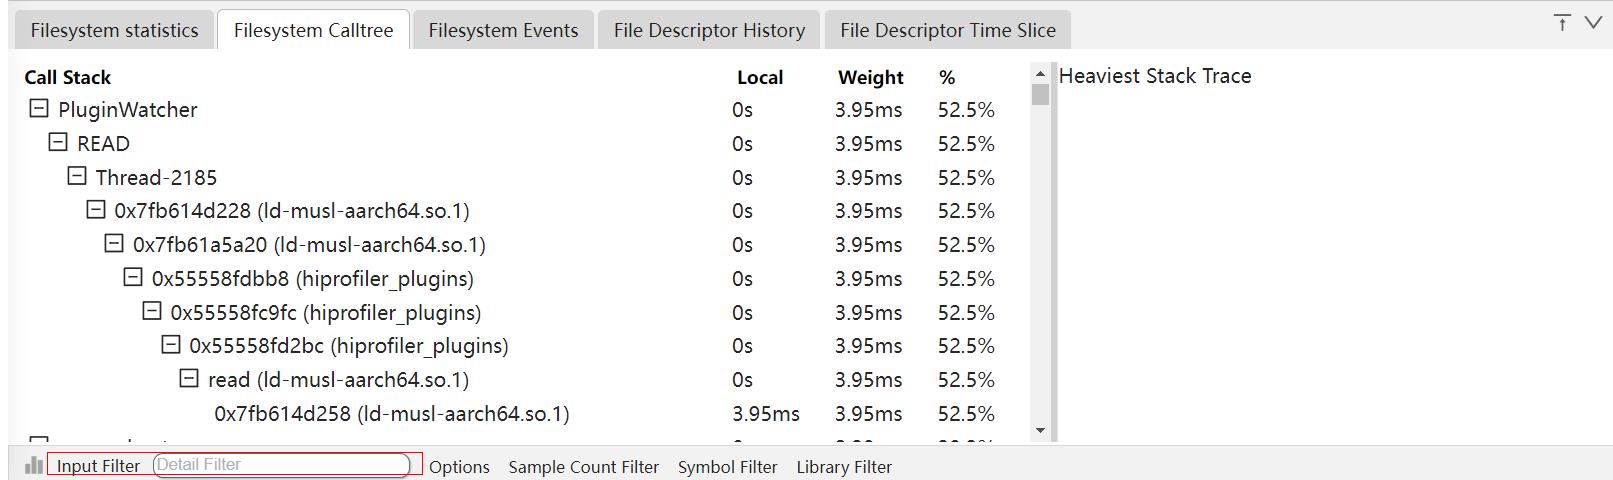 Filesystem statistics Filesystem Calltree Filesystem Events File Descriptor History File Descriptor Time Slice
Call Stack Local Weight % Heaviest Stack Trace
PluginWatcher 0s 3.95ms 52.5%
READ 0s 3.95ms 52.5%
Thread-2185 0s 3.95ms 52.5%
0x7fb614d228 (ld-musl-aarch64.so.1) 0s 3.95ms 52.5%
0x7fb61a5a20 (ld-musl-aarch64.so.1) 0s 3.95ms 52.5%
0x55558fdbb8 (hiprofiler_plugins) 0s 3.95ms 52.5%
0x55558fc9fc (hiprofiler_plugins) 0s 3.95ms 52.5%
0x55558fd2bc (hiprofiler_plugins) 0s 3.95ms 52.5%
read (ld-musl-aarch64.so.1) 0s 3.95ms 52.5%
0x7fb614d258 (ld-musl-aarch64.so.1) 3.95ms 3.95ms 52.5%
Input Filter Detail Filter Options Sample Count Filter Symbol Filter Library Filter